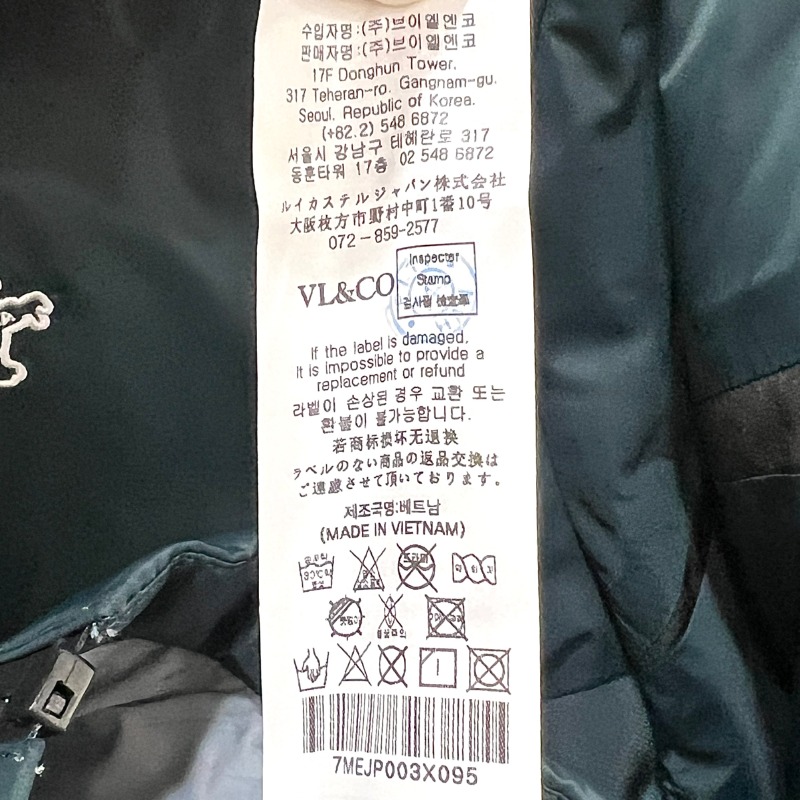 수입자명:(주)브이엘엔코
판매자명:(주)브이엘엔코
17F Donghun Tower.
317 Teheran-ro. Gangnam-gu.
Seoul. Republic of Korea.
(+82.2) 548 6872
서울시 강남구 테헤란로 317
동훈타워 17층 02 548 6872
ルイカステルジャパン株式会社
大阪枚方市野村中町1番10号
072-859-2577
VL&CO
Inspector
Stamp
If the label is damaged,
It is impossible to provide a
replacement or refund
라벨이 손상된 경우 교환 또는
환불이 불가능합니다.
若商标损坏无退换
ラベルのない商品の返品交換は
ご遠慮させて頂いております。
제조국명:베트남
(MADE IN VIETNAM)
7MEJP003X095